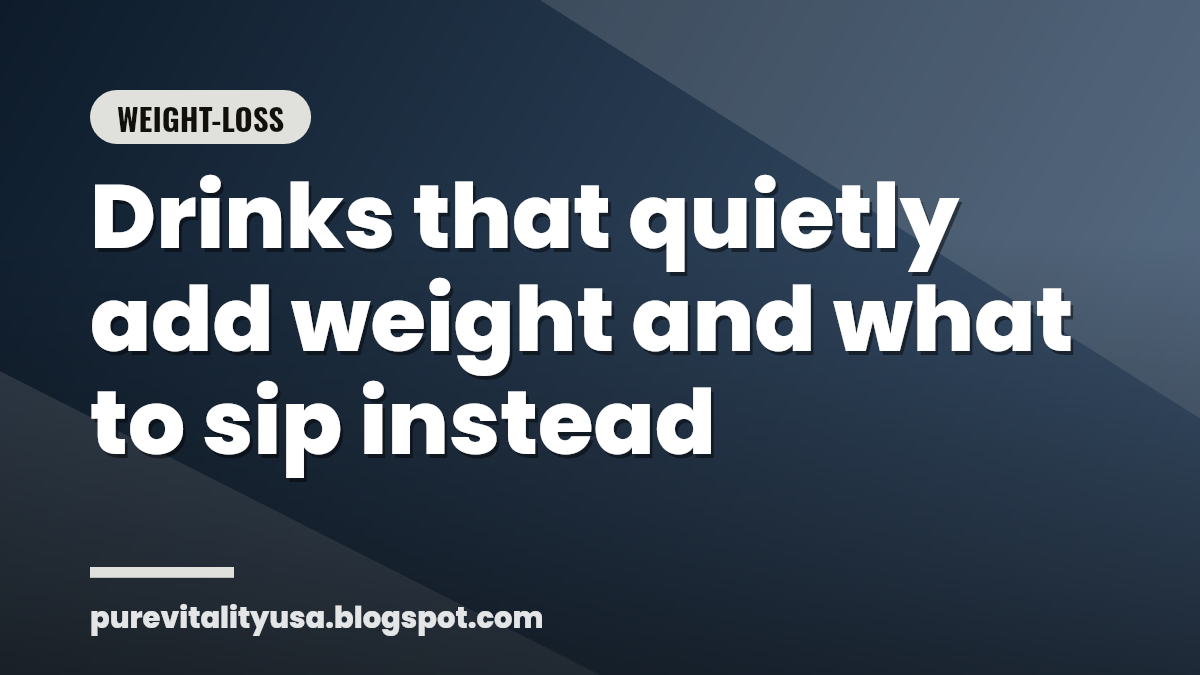 WEIGHT-LOSS
Drinks that quietly
add weight and what
to sip instead
purevitalityusa.blogspot.com